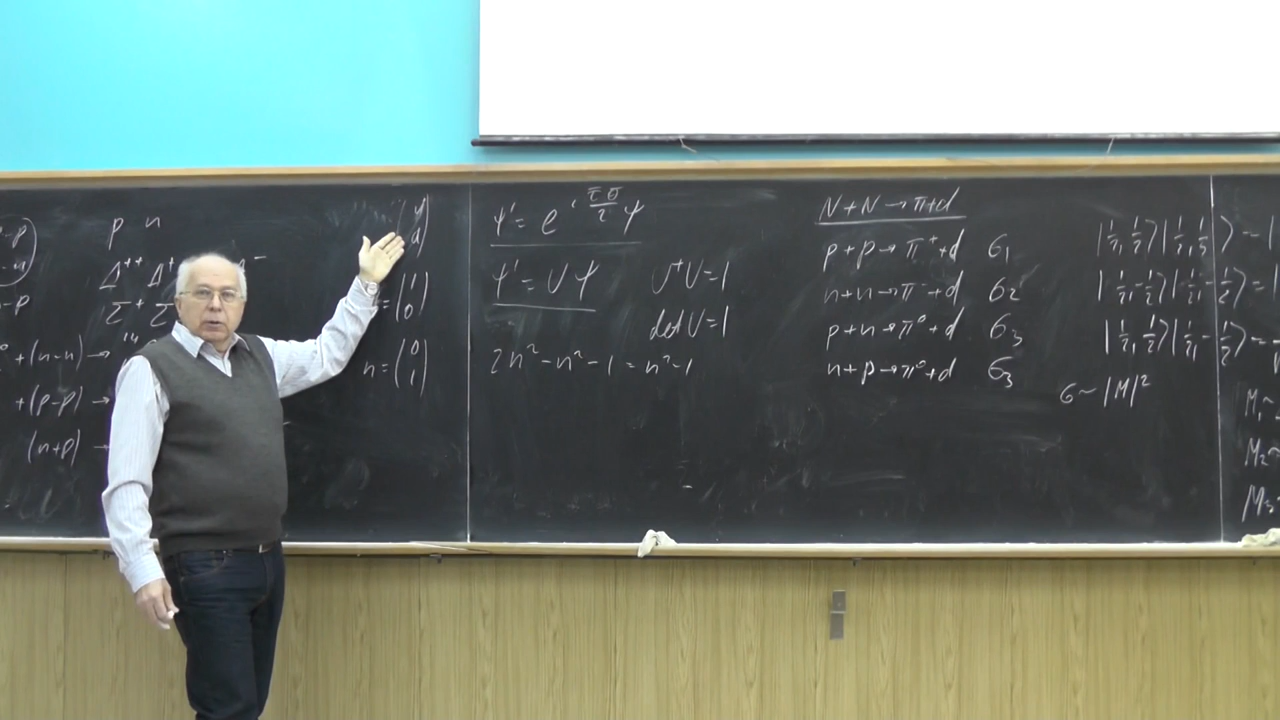 p n
Δ⁺⁺ Δ⁺ ⁻
Σ⁺ Σ
+(n-n)→
+(p-p)→
(n+p)→
(u
d)
=(1
0)
n=(0
1)
ψ' = e^{i τ̄θ̄/2} ψ
ψ' = Uψ U⁺U=1
det U=1
2n²-n²-1=n²-1
N+N→π+d
p+p→π⁺+d σ₁
n+n→π⁻+d σ₂
p+n→π⁰+d σ₃
n+p→π⁰+d σ₃
|1/2, 1/2⟩|1/2, 1/2⟩=|
|1/2, -1/2⟩|1/2, -1/2⟩=|
|1/2, 1/2⟩|1/2, -1/2⟩=
σ~|M|²
M₁~
M₂~
M₃